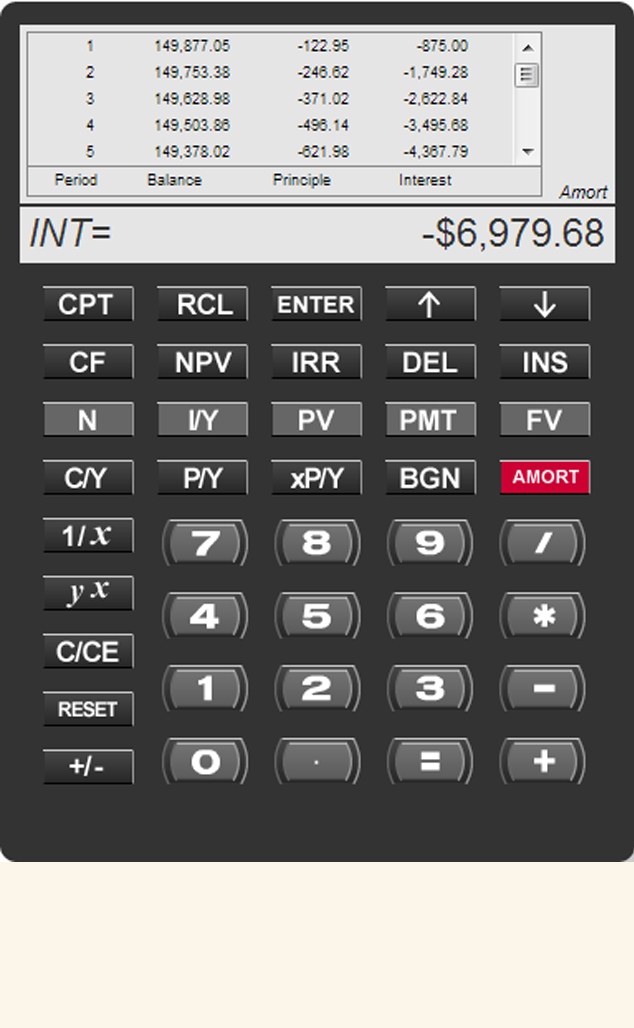 1 149,877.05 -122.95 -875.00
2 149,753.38 -246.62 -1,749.28
3 149,628.98 -371.02 -2,622.84
4 149,503.86 -496.14 -3,495.68
5 149,378.02 -621.98 -4,367.79
Period Balance Principle Interest
Amort
INT= -$6,979.68
CPT RCL ENTER ↑ ↓
CF NPV IRR DEL INS
N I/Y PV PMT FV
C/Y P/Y xP/Y BGN AMORT
1/x 7 8 9 /
y x 4 5 6 *
C/CE 1 2 3 -
RESET
+/- 0 . = +